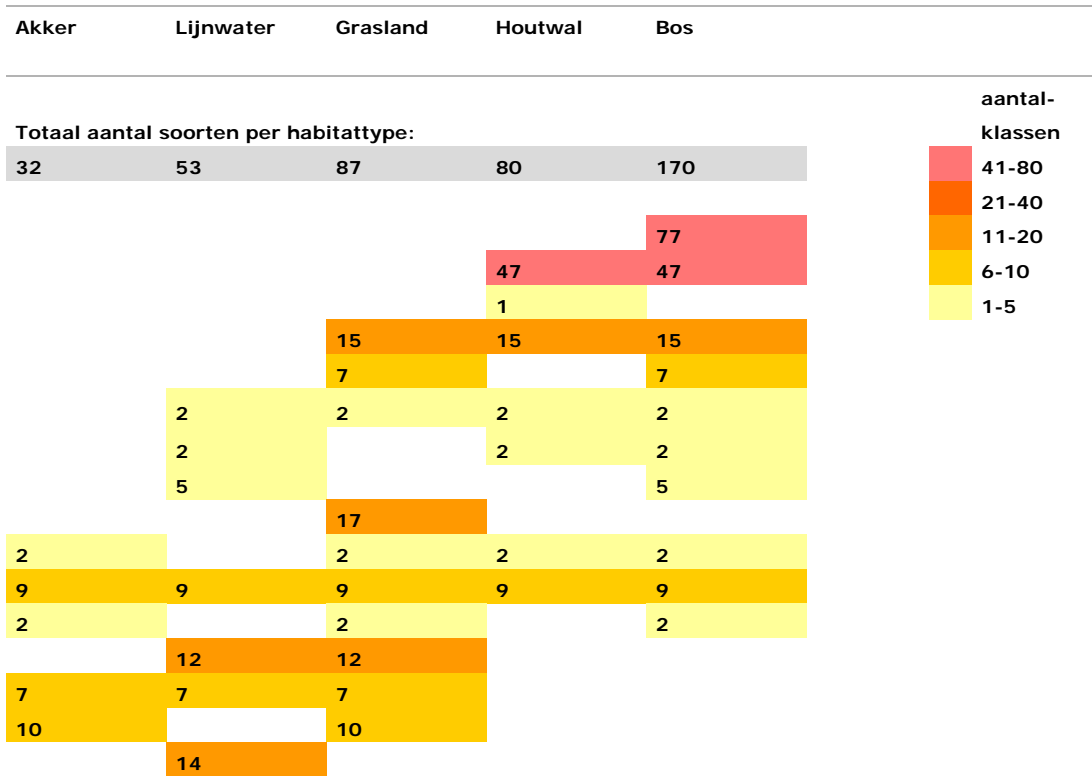 Akker Lijnwater Grasland Houtwal Bos
aantal-
Totaal aantal soorten per habitattype: klassen
32 53 87 80 170 41-80
21-40
77 11-20
47 47 6-10
1 1-5
15 15 15
7 7
2 2 2 2
2 2 2
5 5
17
2 2 2 2
9 9 9 9 9
2 2 2
12 12
7 7 7
10 10
14